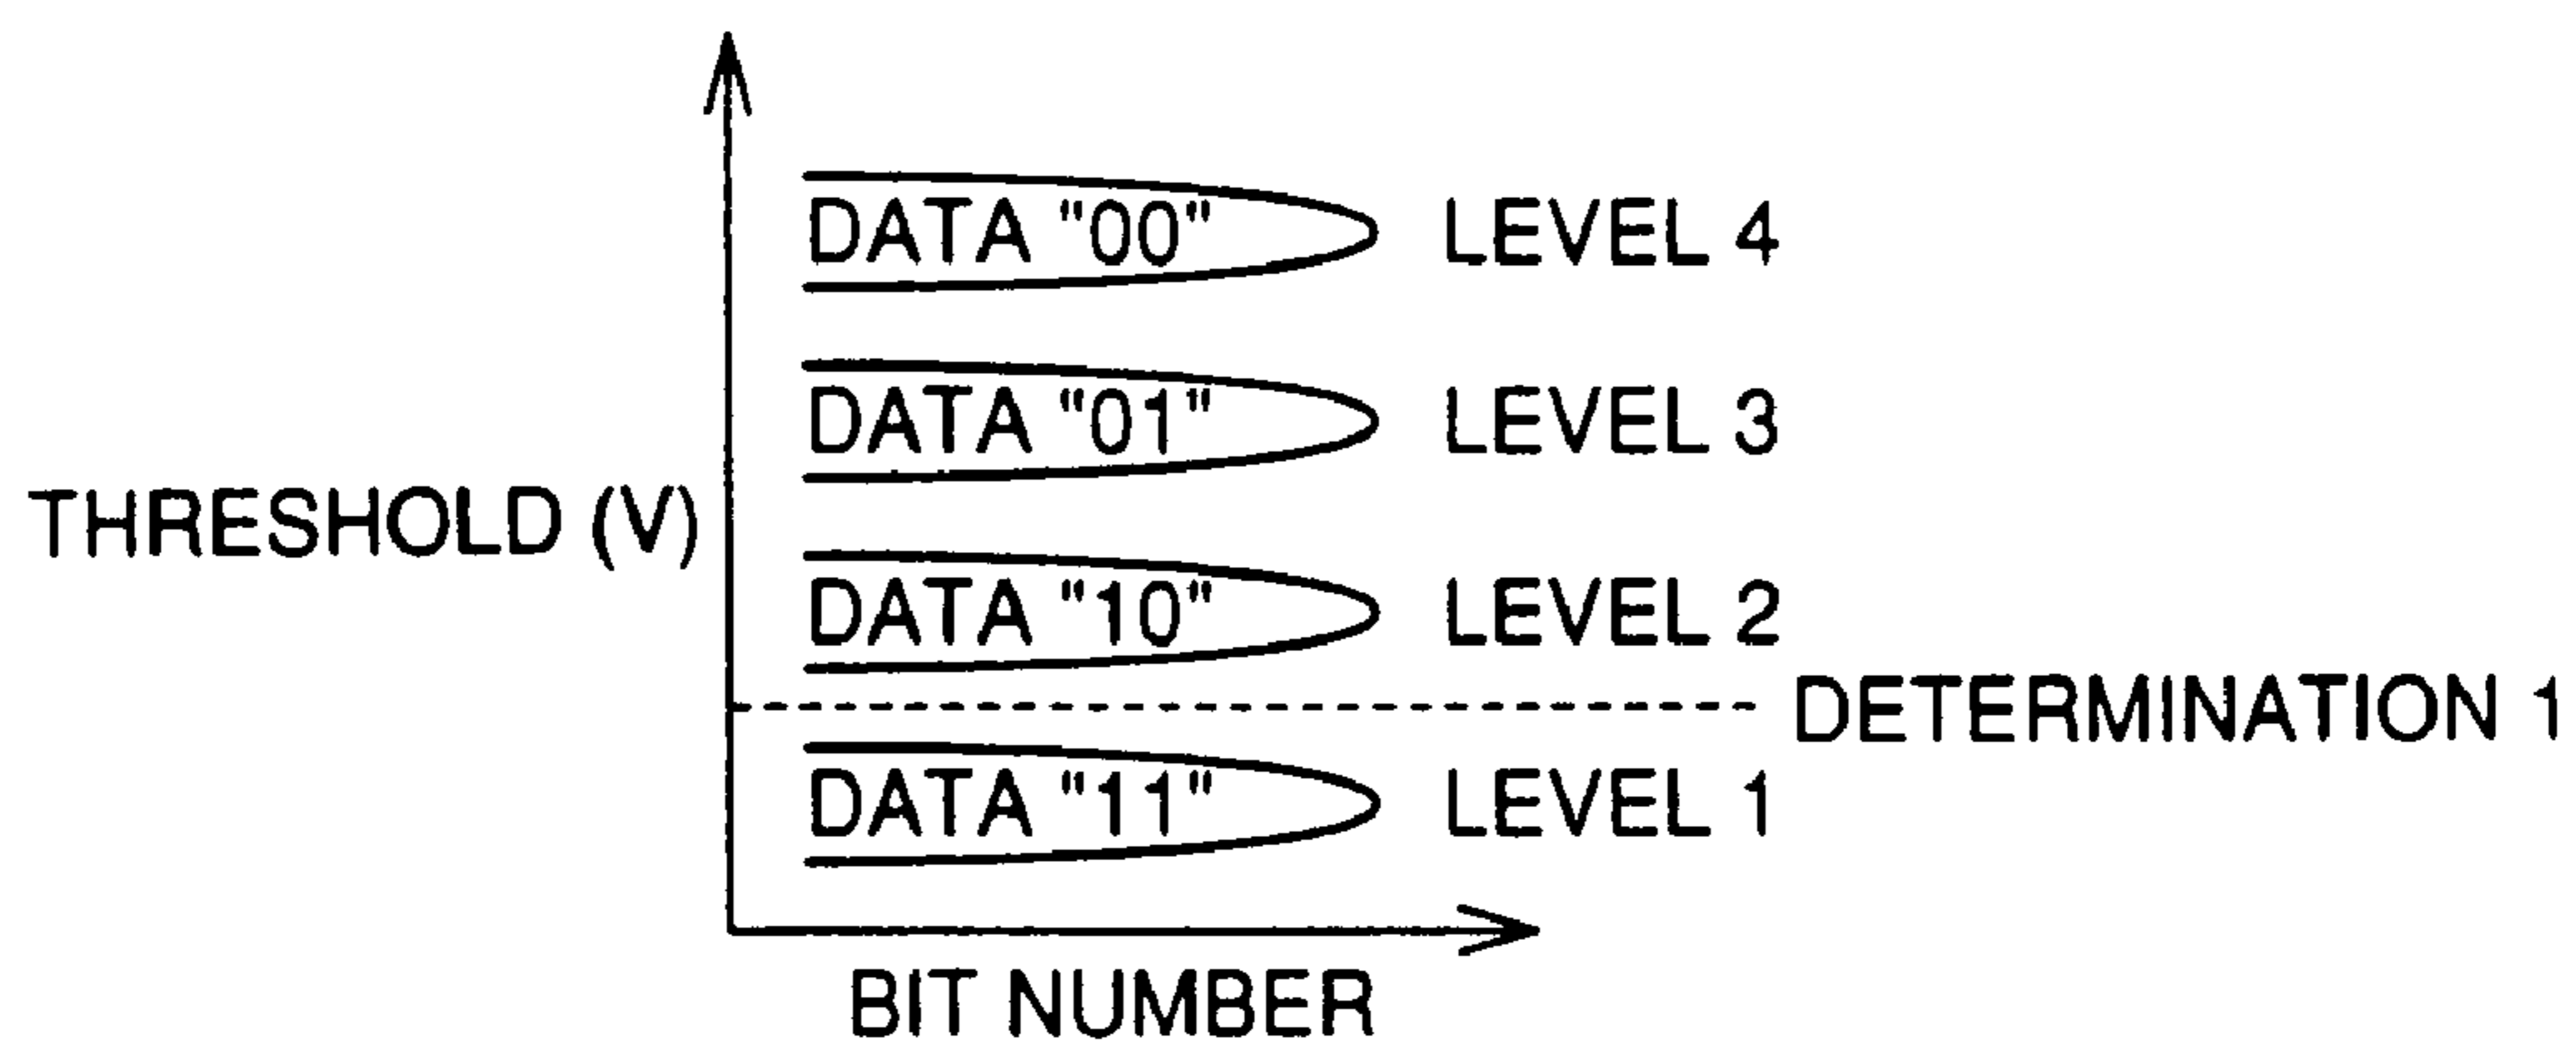 DATA "00" LEVEL 4
DATA "01" LEVEL 3
THRESHOLD (V)
DATA "10" LEVEL 2
DETERMINATION 1
DATA "11" LEVEL 1
BIT NUMBER